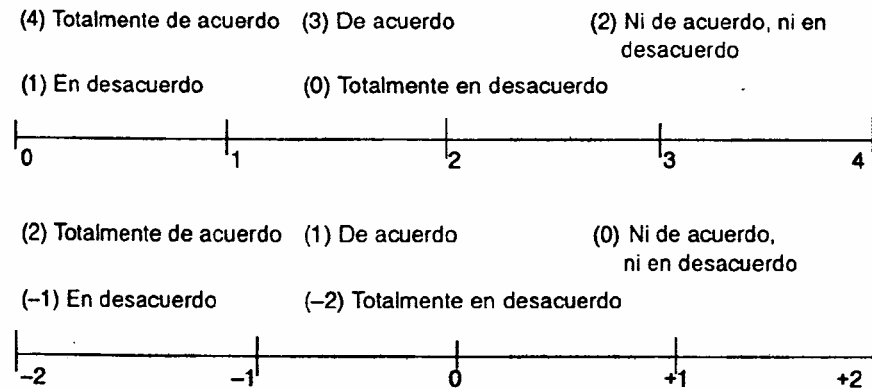 (4) Totalmente de acuerdo (3) De acuerdo (2) Ni de acuerdo, ni en
desacuerdo
(1) En desacuerdo (0) Totalmente en desacuerdo
0 1 2 3 4
(2) Totalmente de acuerdo (1) De acuerdo (0) Ni de acuerdo,
ni en desacuerdo
(–1) En desacuerdo (–2) Totalmente en desacuerdo
–2 –1 0 +1 +2